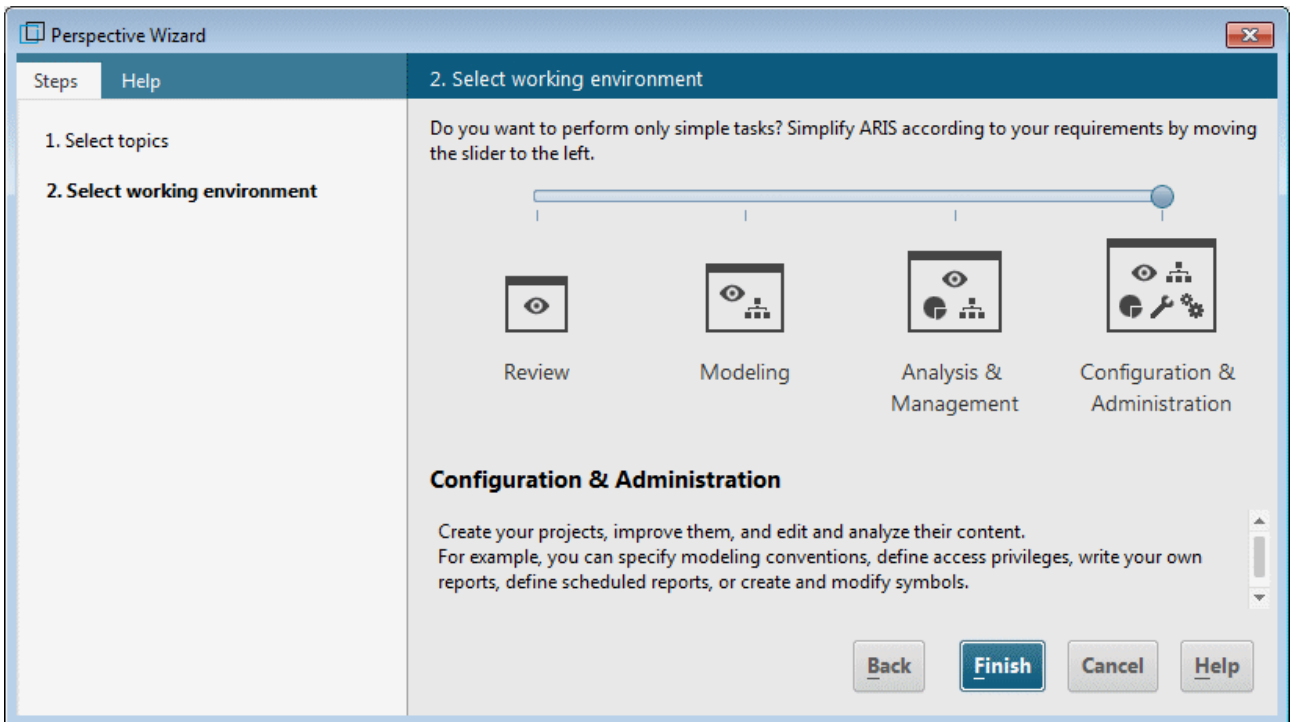 Perspective Wizard
Steps
Help
1. Select topics
2. Select working environment
2. Select working environment
Do you want to perform only simple tasks? Simplify ARIS according to your requirements by moving
the slider to the left.
Review
Modeling
Analysis &
Management
Configuration &
Administration
Configuration & Administration
Create your projects, improve them, and edit and analyze their content.
For example, you can specify modeling conventions, define access privileges, write your own
reports, define scheduled reports, or create and modify symbols.
Back
Finish
Cancel
Help